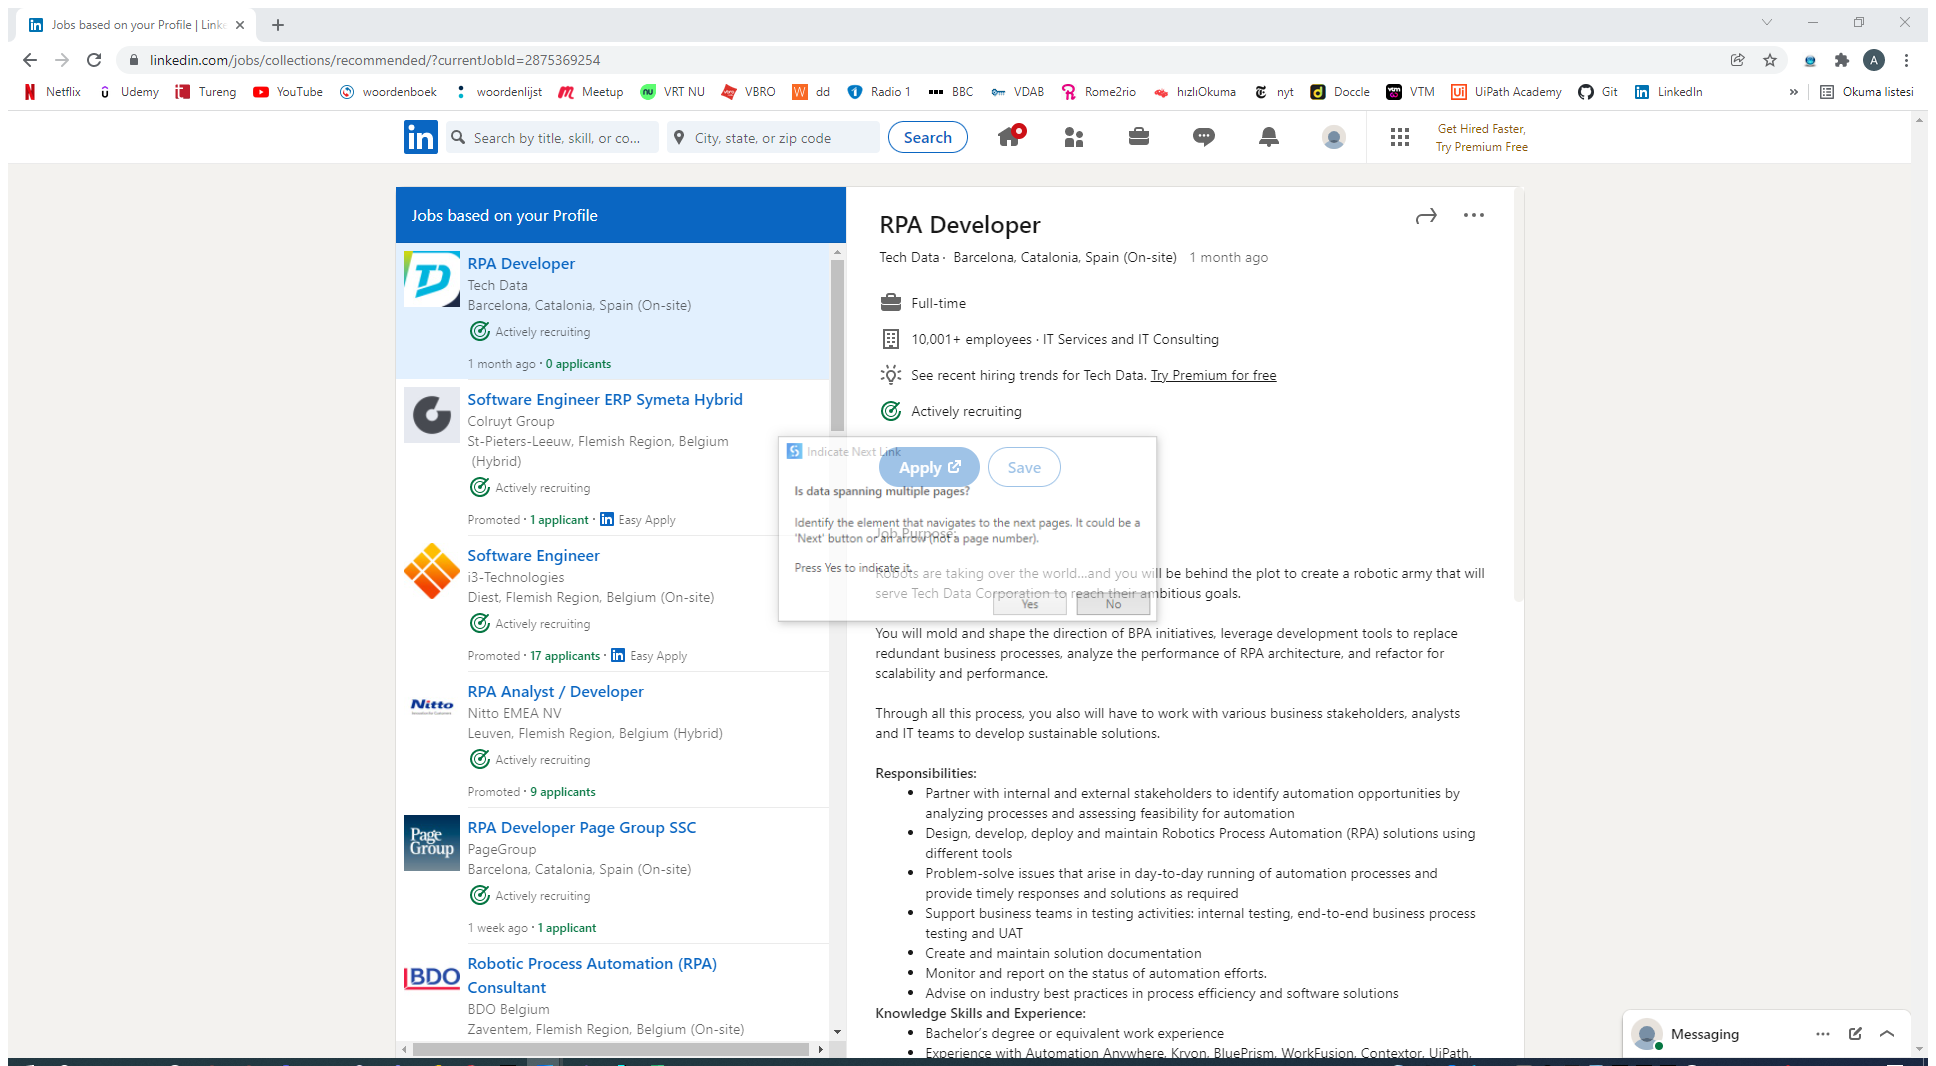 Jobs based on your Profile | Linke
linkedin.com/jobs/collections/recommended/?currentJobId=2875369254
A
Netflix Udemy Tureng YouTube woordenboek woordenlijst Meetup VRT NU VBRO dd Radio 1 BBC VDAB Rome2rio hızlıOkuma nyt Doccle VTM UiPath Academy Git LinkedIn » Okuma listesi
in Search by title, skill, or co... City, state, or zip code Search
Get Hired Faster,
Try Premium Free
Jobs based on your Profile
RPA Developer
Tech Data
Barcelona, Catalonia, Spain (On-site)
Actively recruiting
1 month ago · 0 applicants
Software Engineer ERP Symeta Hybrid
Colruyt Group
St-Pieters-Leeuw, Flemish Region, Belgium
(Hybrid)
Actively recruiting
Promoted · 1 applicant · in Easy Apply
Software Engineer
i3-Technologies
Diest, Flemish Region, Belgium (On-site)
Actively recruiting
Promoted · 17 applicants · in Easy Apply
Nitto
RPA Analyst / Developer
Nitto EMEA NV
Leuven, Flemish Region, Belgium (Hybrid)
Actively recruiting
Promoted · 9 applicants
Page
Group
RPA Developer Page Group SSC
PageGroup
Barcelona, Catalonia, Spain (On-site)
Actively recruiting
1 week ago · 1 applicant
BDO
Robotic Process Automation (RPA)
Consultant
BDO Belgium
Zaventem, Flemish Region, Belgium (On-site)
RPA Developer
Tech Data · Barcelona, Catalonia, Spain (On-site) 1 month ago
Full-time
10,001+ employees · IT Services and IT Consulting
See recent hiring trends for Tech Data. Try Premium for free
Actively recruiting
Apply Save
Indicate Next Link
Is data spanning multiple pages?
Identify the element that navigates to the next pages. It could be a
'Next' button or an arrow (not a page number).
Press Yes to indicate it.
Yes No
Job Purpose:
Robots are taking over the world...and you will be behind the plot to create a robotic army that will
serve Tech Data Corporation to reach their ambitious goals.
You will mold and shape the direction of BPA initiatives, leverage development tools to replace
redundant business processes, analyze the performance of RPA architecture, and refactor for
scalability and performance.
Through all this process, you also will have to work with various business stakeholders, analysts
and IT teams to develop sustainable solutions.
Responsibilities:
• Partner with internal and external stakeholders to identify automation opportunities by
analyzing processes and assessing feasibility for automation
• Design, develop, deploy and maintain Robotics Process Automation (RPA) solutions using
different tools
• Problem-solve issues that arise in day-to-day running of automation processes and
provide timely responses and solutions as required
• Support business teams in testing activities: internal testing, end-to-end business process
testing and UAT
• Create and maintain solution documentation
• Monitor and report on the status of automation efforts.
• Advise on industry best practices in process efficiency and software solutions
Knowledge Skills and Experience:
• Bachelor's degree or equivalent work experience
• Experience with Automation Anywhere, Kryon, BluePrism, WorkFusion, Contextor, UiPath,
Messaging